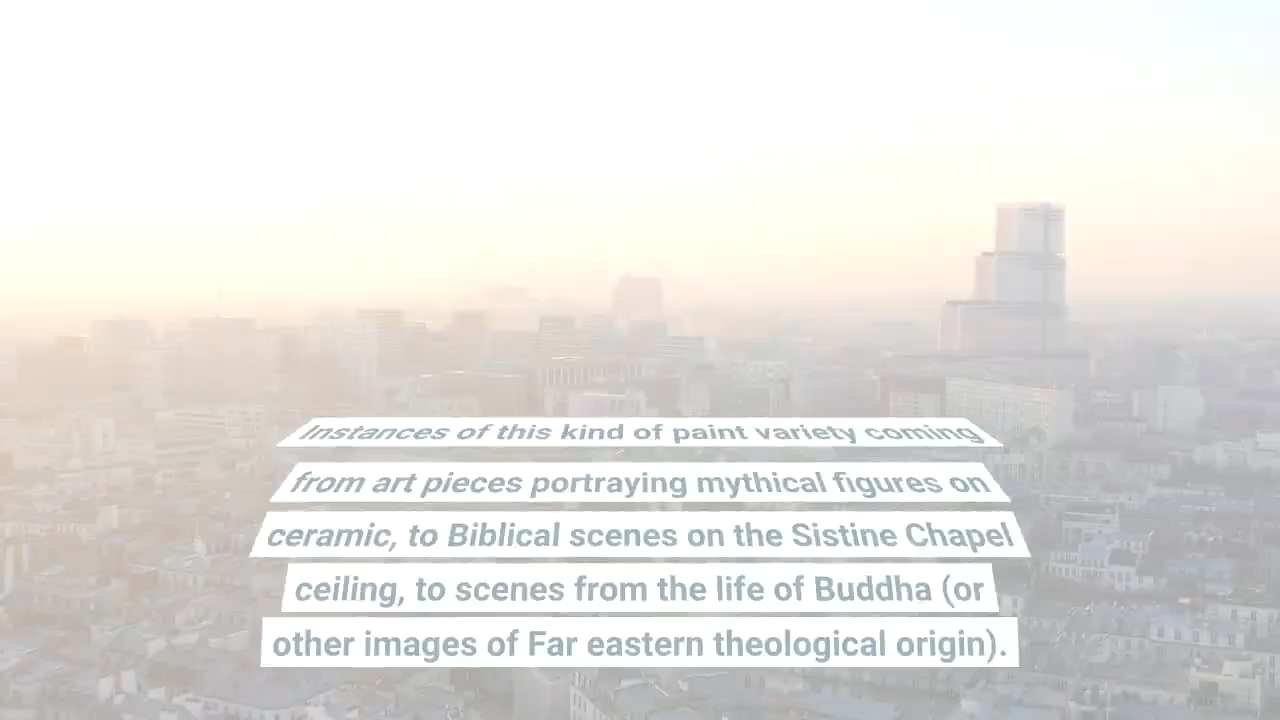 Instances of this kind of paint variety coming
from art pieces portraying mythical figures on
ceramic, to Biblical scenes on the Sistine Chapel
ceiling, to scenes from the life of Buddha (or
other images of Far eastern theological origin).